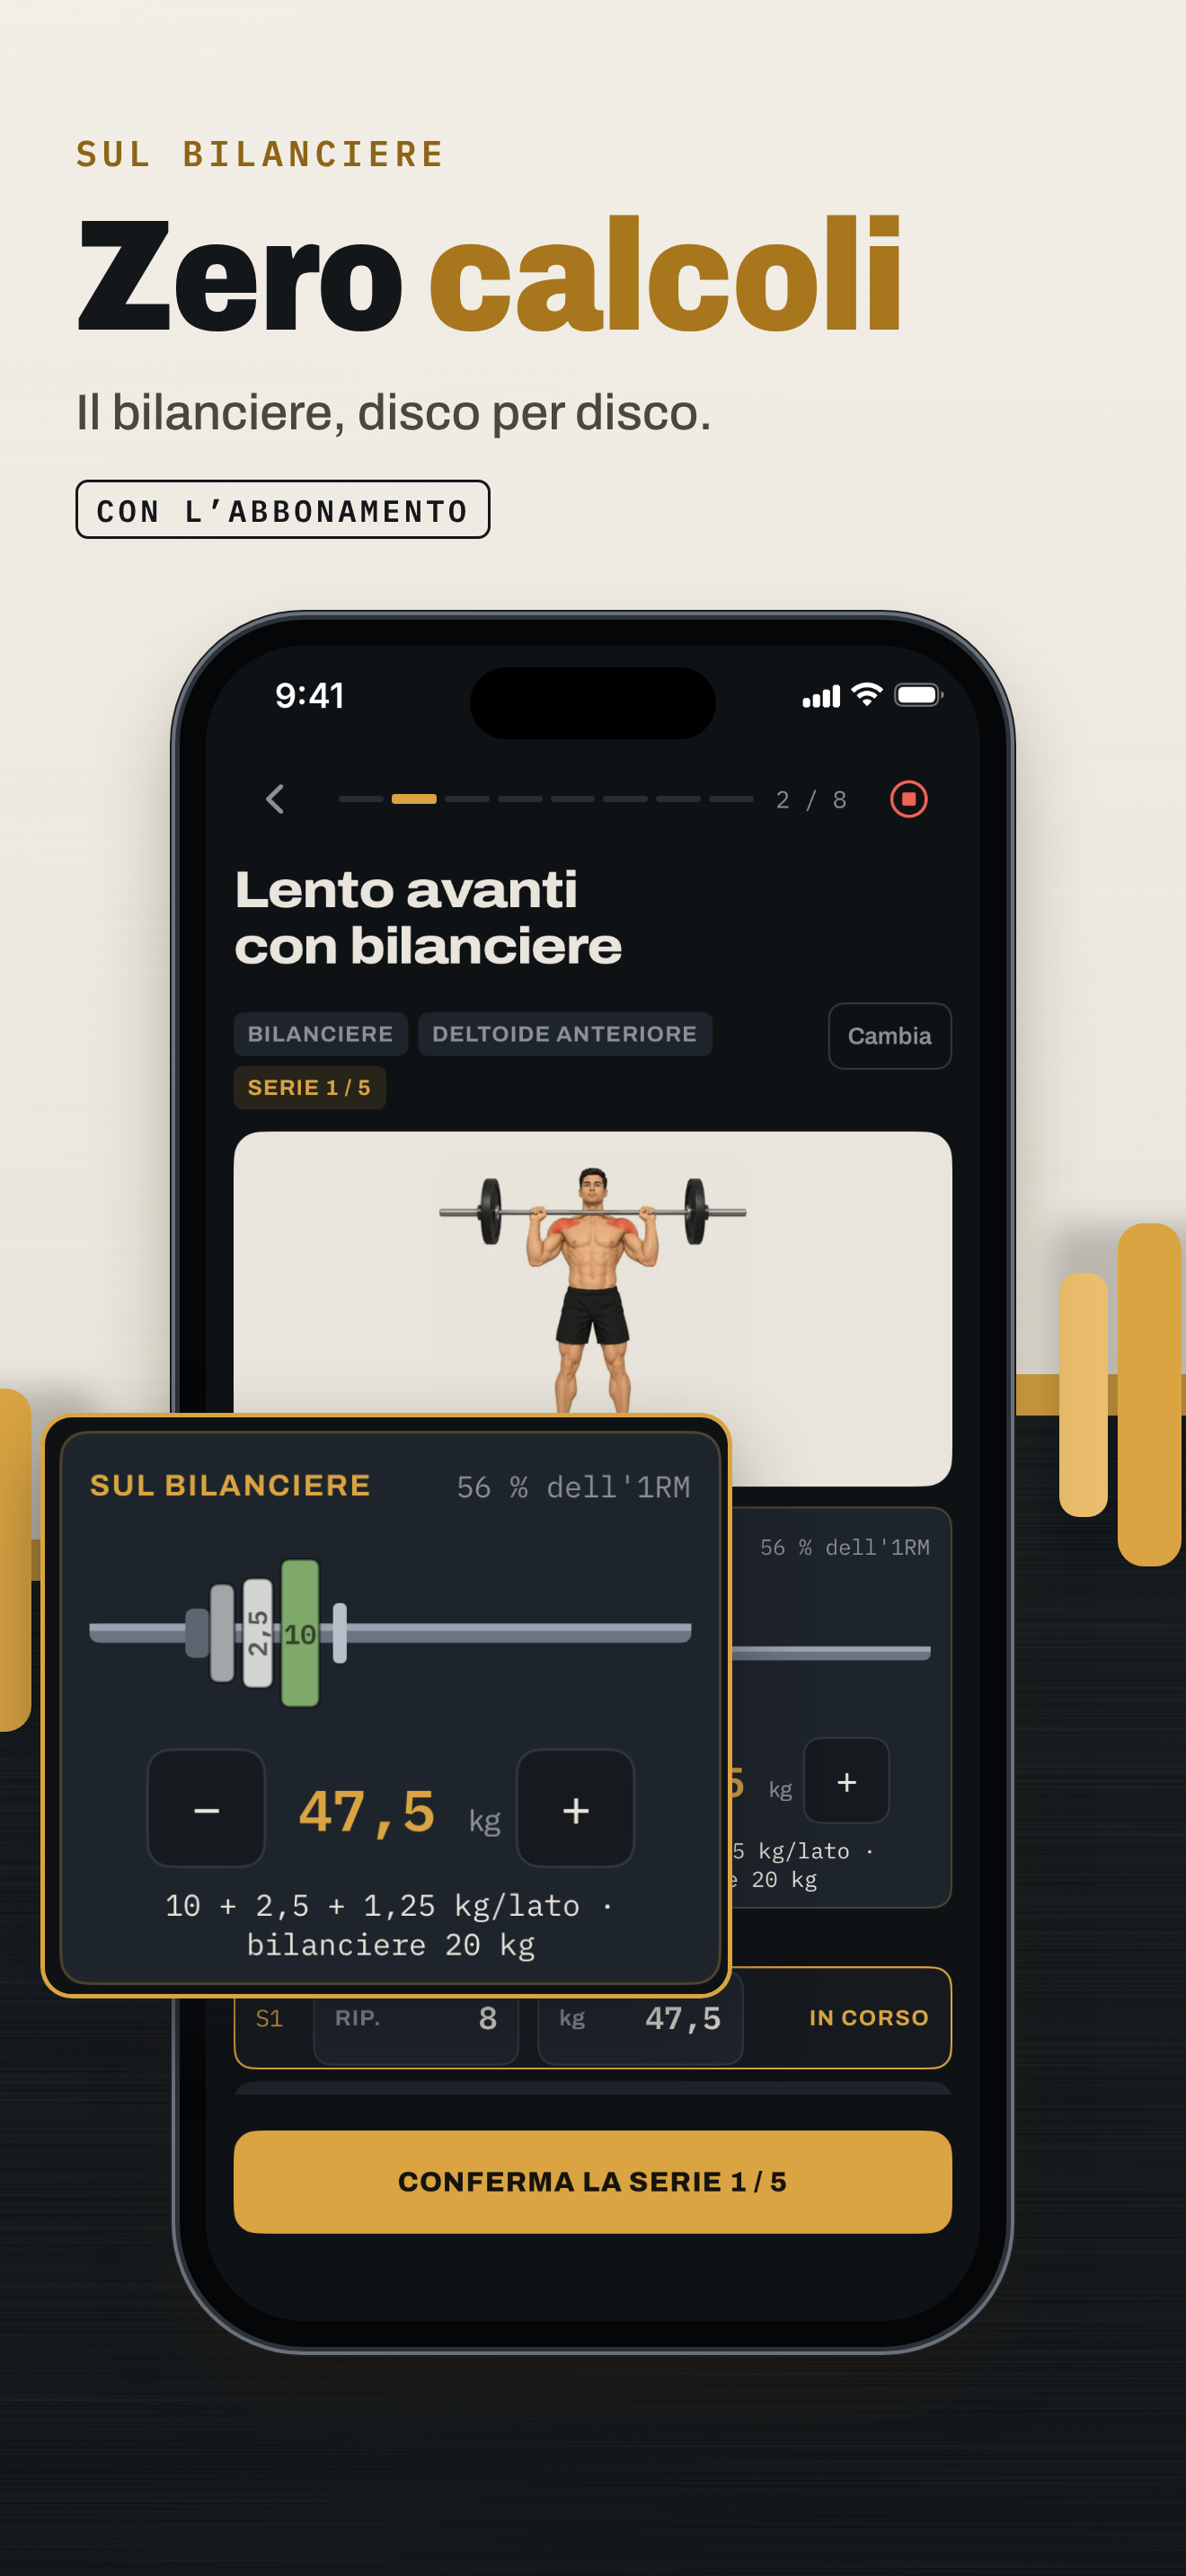 SUL BILANCIERE
Zero calcoli
Il bilanciere, disco per disco.
CON L’ABBONAMENTO
9:41
2 / 8
Lento avanti
con bilanciere
BILANCIERE
DELTOIDE ANTERIORE
Cambia
SERIE 1 / 5
SUL BILANCIERE
56 % dell'1RM
2,5
10
− 47,5 kg +
10 + 2,5 + 1,25 kg/lato ·
bilanciere 20 kg
56 % dell'1RM
5 kg +
5 kg/lato ·
e 20 kg
S1 RIP. 8 kg 47,5 IN CORSO
CONFERMA LA SERIE 1 / 5